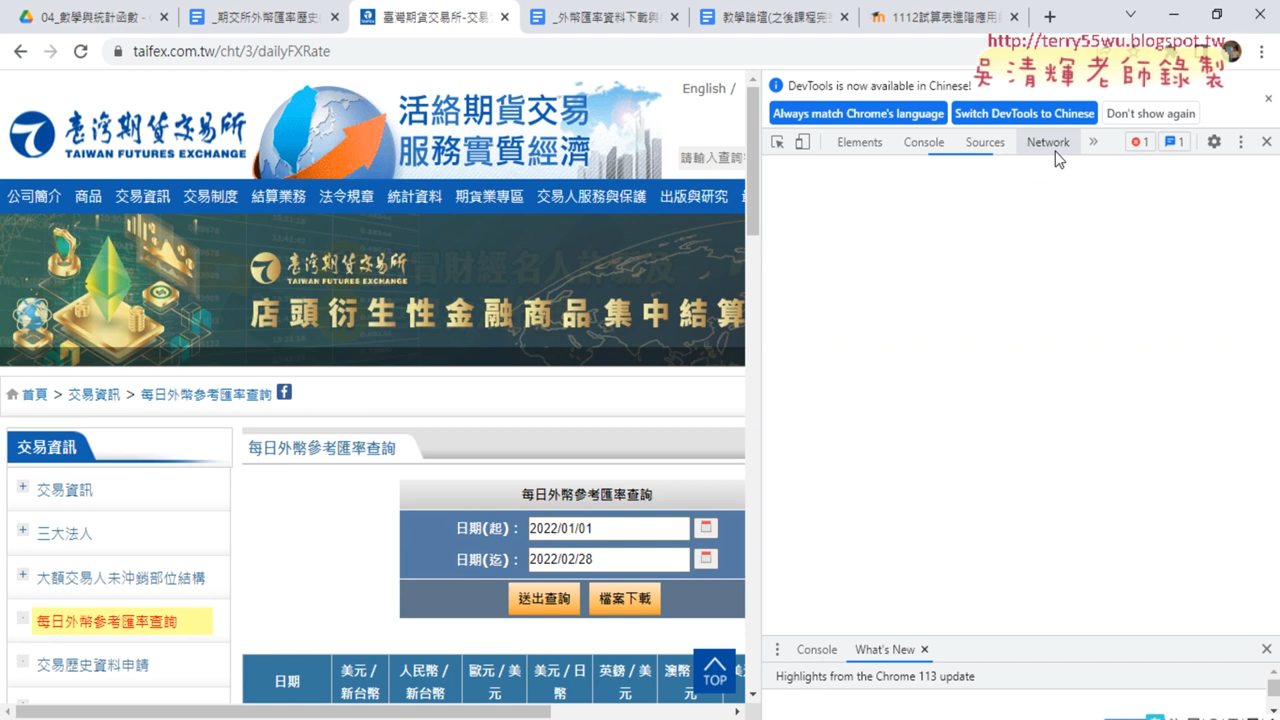 04_數學與統計函數 - G
_期交所外幣匯率歷史
臺灣期貨交易所-交易
_外幣匯率資料下載與
教學論壇(之後課程完
1112試算表進階應用
http://terry55wu.blogspot.tw
taifex.com.tw/cht/3/dailyFXRate
吳清輝老師錄製
臺灣期貨交易所
TAIWAN FUTURES EXCHANGE
活絡期貨交易
服務實質經濟
English /
請輸入查詢
公司簡介 商品 交易資訊 交易制度 結算業務 法令規章 統計資料 期貨業專區 交易人服務與保護 出版與研究
臺灣期貨交易所
TAIWAN FUTURES EXCHANGE
店頭衍生性金融商品集中結算
首頁 > 交易資訊 > 每日外幣參考匯率查詢
交易資訊
交易資訊
三大法人
大額交易人未沖銷部位結構
每日外幣參考匯率查詢
交易歷史資料申請
每日外幣參考匯率查詢
每日外幣參考匯率查詢
日期(起)： 2022/01/01
日期(迄)： 2022/02/28
送出查詢 檔案下載
日期
美元 / 新台幣
人民幣 / 新台幣
歐元 / 美元
美元 / 日幣
英鎊 / 美元
澳幣
TOP
DevTools is now available in Chinese!
Always match Chrome's language Switch DevTools to Chinese Don't show again
Elements Console Sources Network 1 1
Console What's New
Highlights from the Chrome 113 update